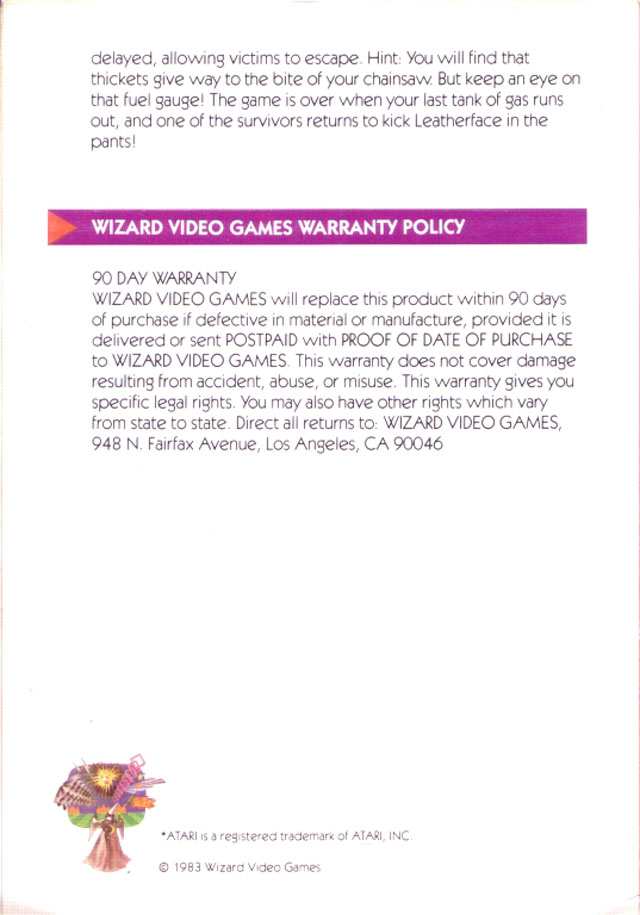 delayed, allowing victims to escape. Hint: You will find that
thickets give way to the bite of your chainsaw. But keep an eye on
that fuel gauge! The game is over when your last tank of gas runs
out, and one of the survivors returns to kick Leatherface in the
pants!
WIZARD VIDEO GAMES WARRANTY POLICY
90 DAY WARRANTY
WIZARD VIDEO GAMES will replace this product within 90 days
of purchase if defective in material or manufacture, provided it is
delivered or sent POSTPAID with PROOF OF DATE OF PURCHASE
to WIZARD VIDEO GAMES. This warranty does not cover damage
resulting from accident, abuse, or misuse. This warranty gives you
specific legal rights. You may also have other rights which vary
from state to state. Direct all returns to: WIZARD VIDEO GAMES,
948 N. Fairfax Avenue, Los Angeles, CA 90046
*ATARI is a registered trademark of ATARI, INC.
© 1983 Wizard Video Games